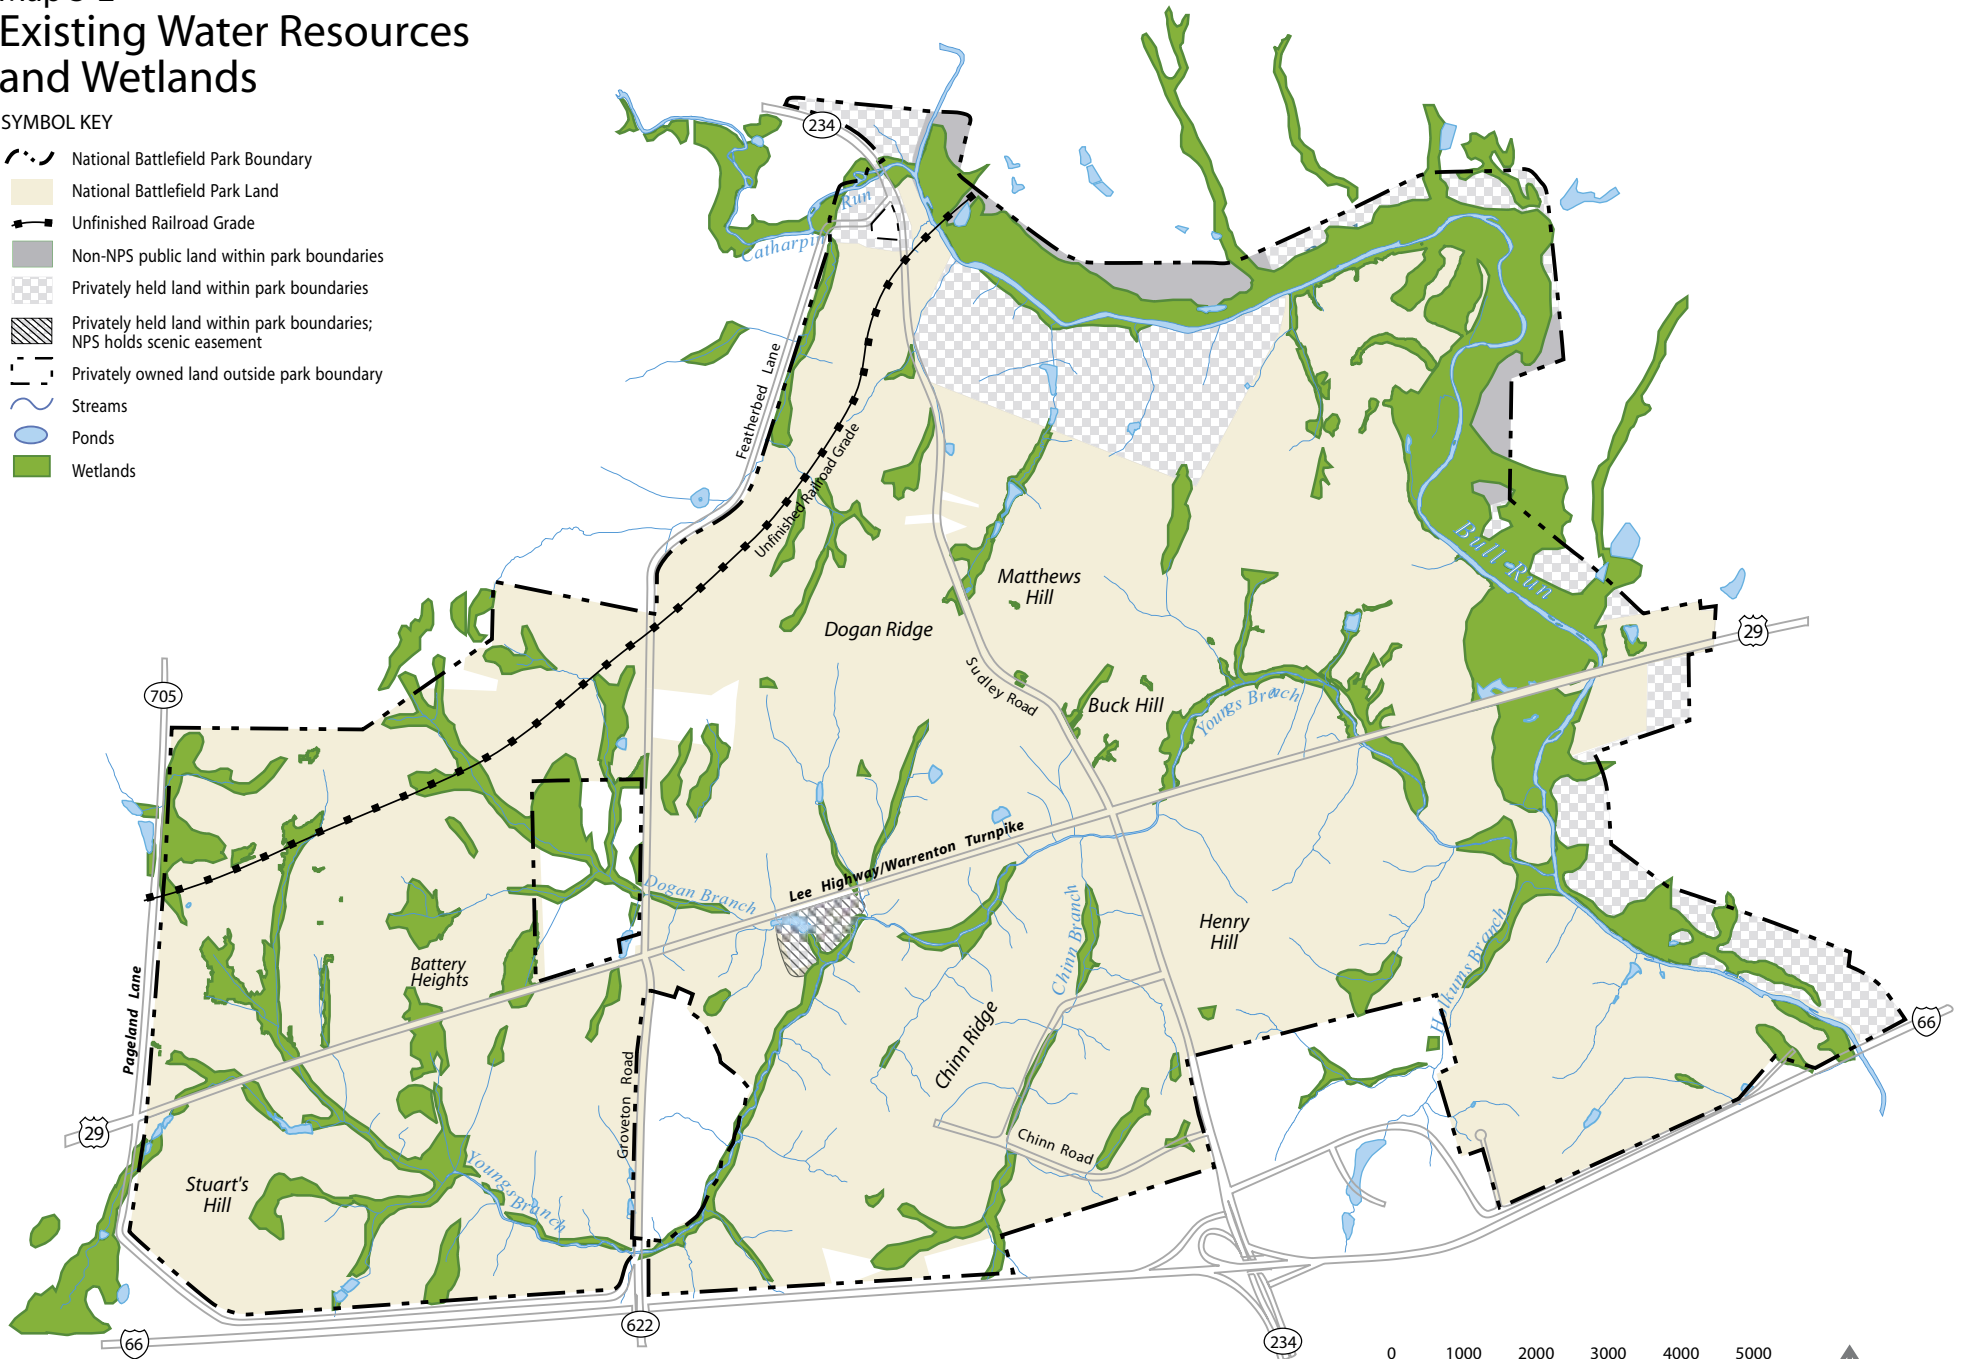 Existing Water Resources
and Wetlands
SYMBOL KEY
National Battlefield Park Boundary
National Battlefield Park Land
Unfinished Railroad Grade
Non-NPS public land within park boundaries
Privately held land within park boundaries
Privately held land within park boundaries;
NPS holds scenic easement
Privately owned land outside park boundary
Streams
Ponds
Wetlands
234
Run
Catharpin
Featherbed Lane
Unfinished Railroad Grade
Bull Run
Matthews
Hill
Dogan Ridge
29
Sudley Road
705
Buck Hill
Youngs Branch
Lee Highway/Warrenton Turnpike
Dogan Branch
Chinn Branch
Henry
Hill
Holkums Branch
Battery
Heights
Pageland Lane
Chinn Ridge
66
Groveton Road
29
Chinn Road
Youngs Branch
Stuart's
Hill
622
66
234
0 1000 2000 3000 4000 5000